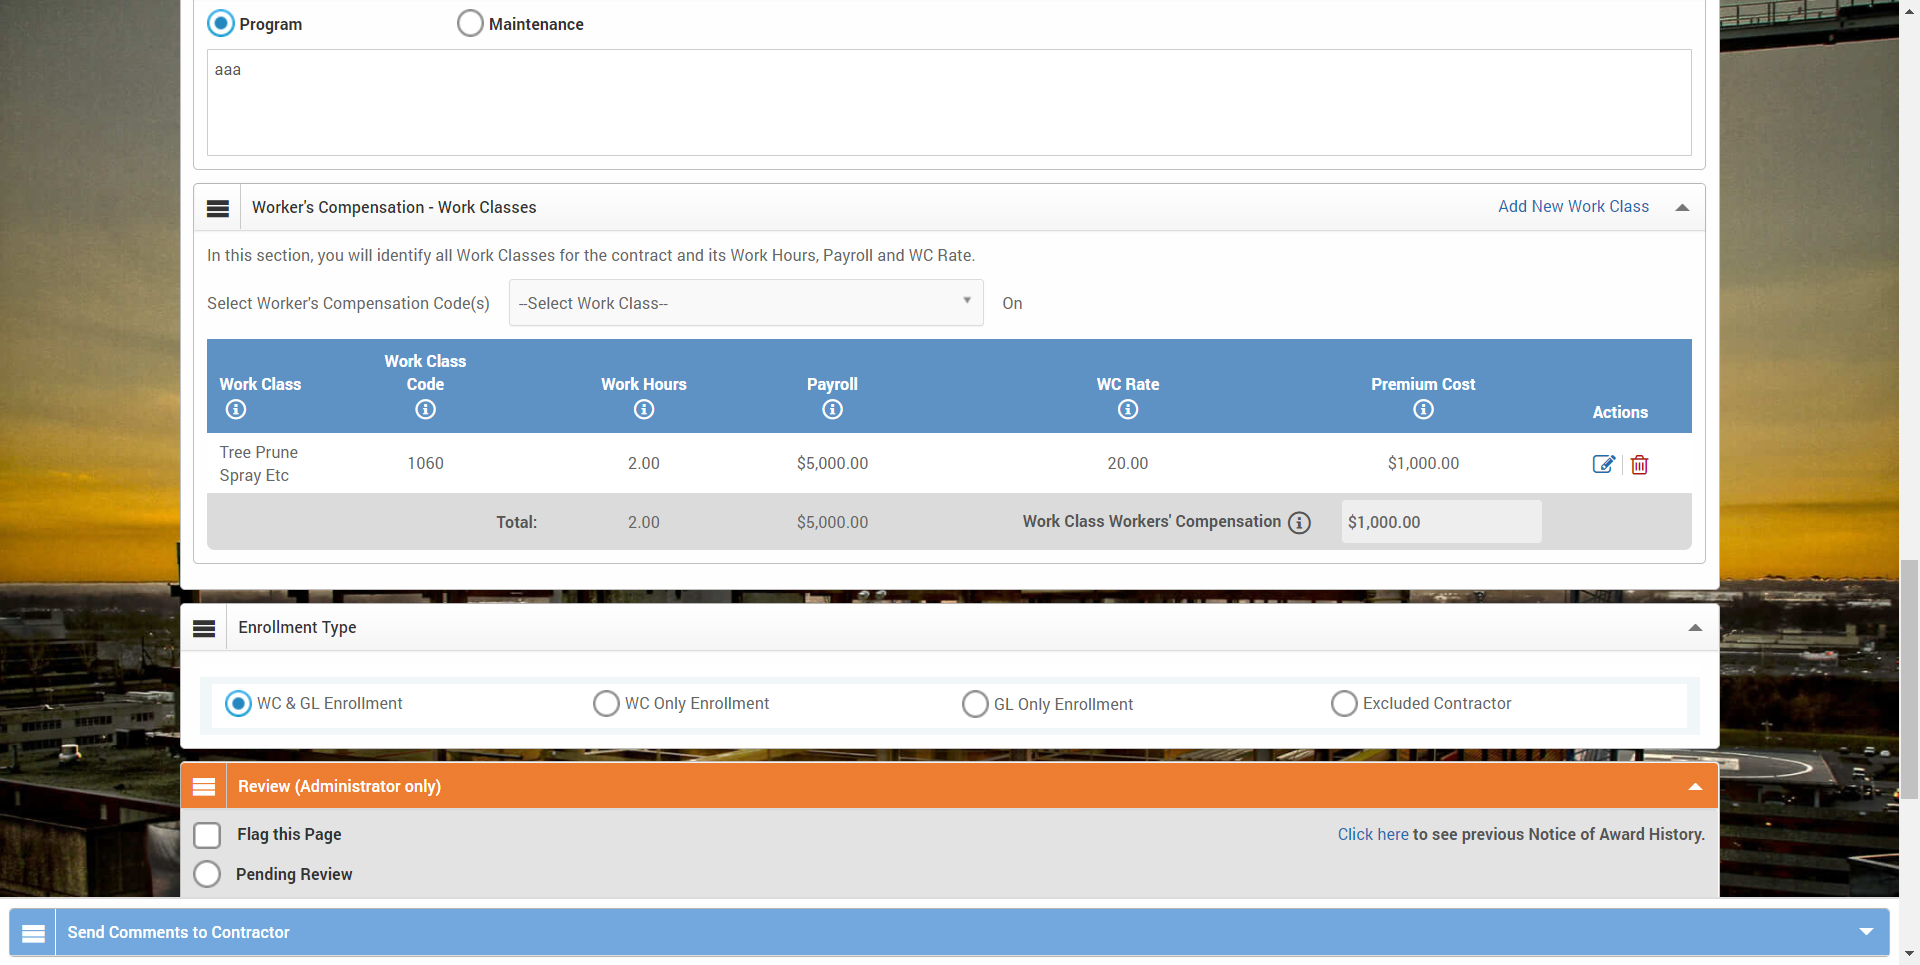 Program Maintenance
aaa
Worker's Compensation - Work Classes Add New Work Class
In this section, you will identify all Work Classes for the contract and its Work Hours, Payroll and WC Rate.
Select Worker's Compensation Code(s) --Select Work Class-- On
Work Class Work Class Code Work Hours Payroll WC Rate Premium Cost Actions
Tree Prune Spray Etc 1060 2.00 $5,000.00 20.00 $1,000.00
Total: 2.00 $5,000.00 Work Class Workers' Compensation $1,000.00
Enrollment Type
WC & GL Enrollment WC Only Enrollment GL Only Enrollment Excluded Contractor
Review (Administrator only)
Flag this Page Click here to see previous Notice of Award History.
Pending Review
Send Comments to Contractor